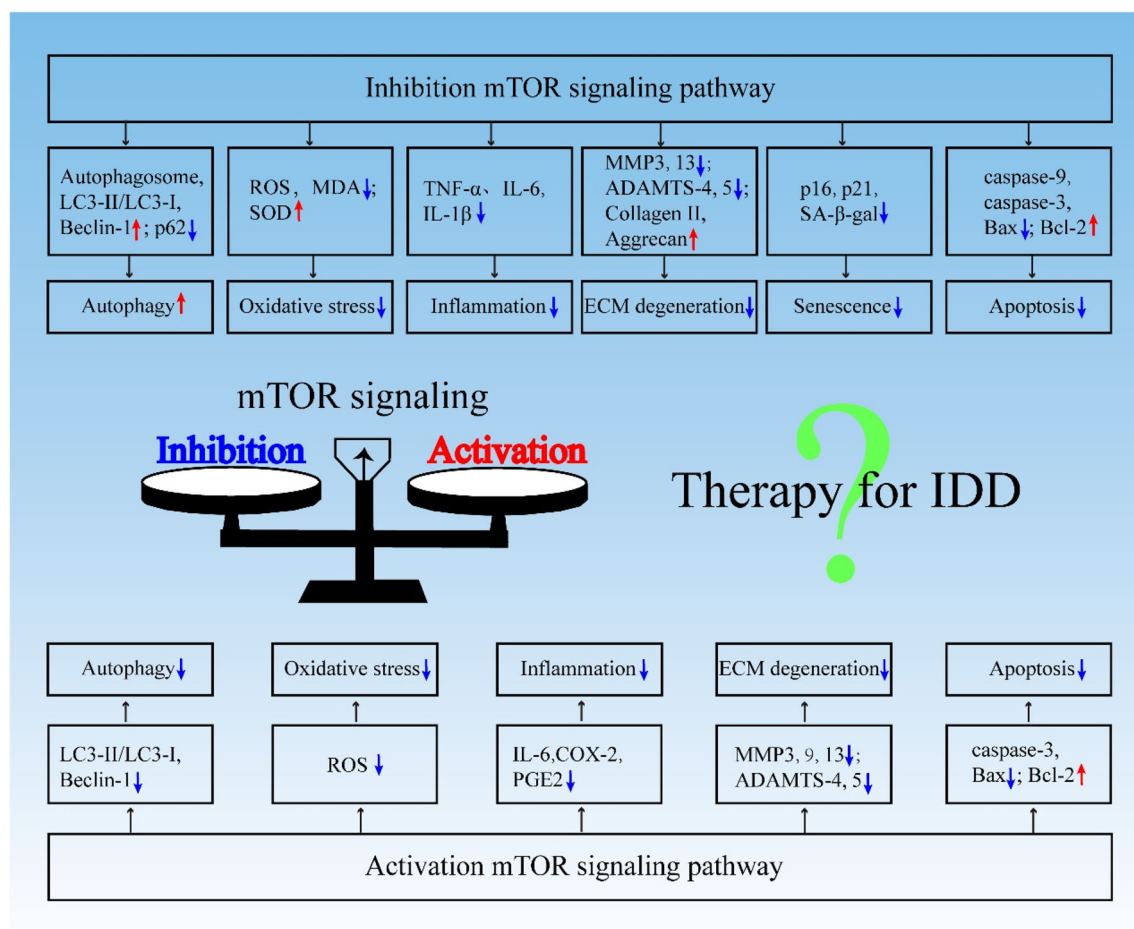 Inhibition mTOR signaling pathway
Autophagosome,
LC3-II/LC3-I,
Beclin-1↑; p62↓
ROS, MDA↓;
SOD↑
TNF-α、IL-6,
IL-1β↓
MMP3, 13↓;
ADAMTS-4, 5↓;
Collagen II,
Aggrecan↑
p16, p21,
SA-β-gal↓
caspase-9,
caspase-3,
Bax↓; Bcl-2↑
Autophagy↑
Oxidative stress↓
Inflammation↓
ECM degeneration↓
Senescence↓
Apoptosis↓
mTOR signaling
Inhibition
Activation
?
Therapy for IDD
Autophagy↓
Oxidative stress↓
Inflammation↓
ECM degeneration↓
Apoptosis↓
LC3-II/LC3-I,
Beclin-1↓
ROS↓
IL-6,COX-2,
PGE2↓
MMP3, 9, 13↓;
ADAMTS-4, 5↓
caspase-3,
Bax↓; Bcl-2↑
Activation mTOR signaling pathway